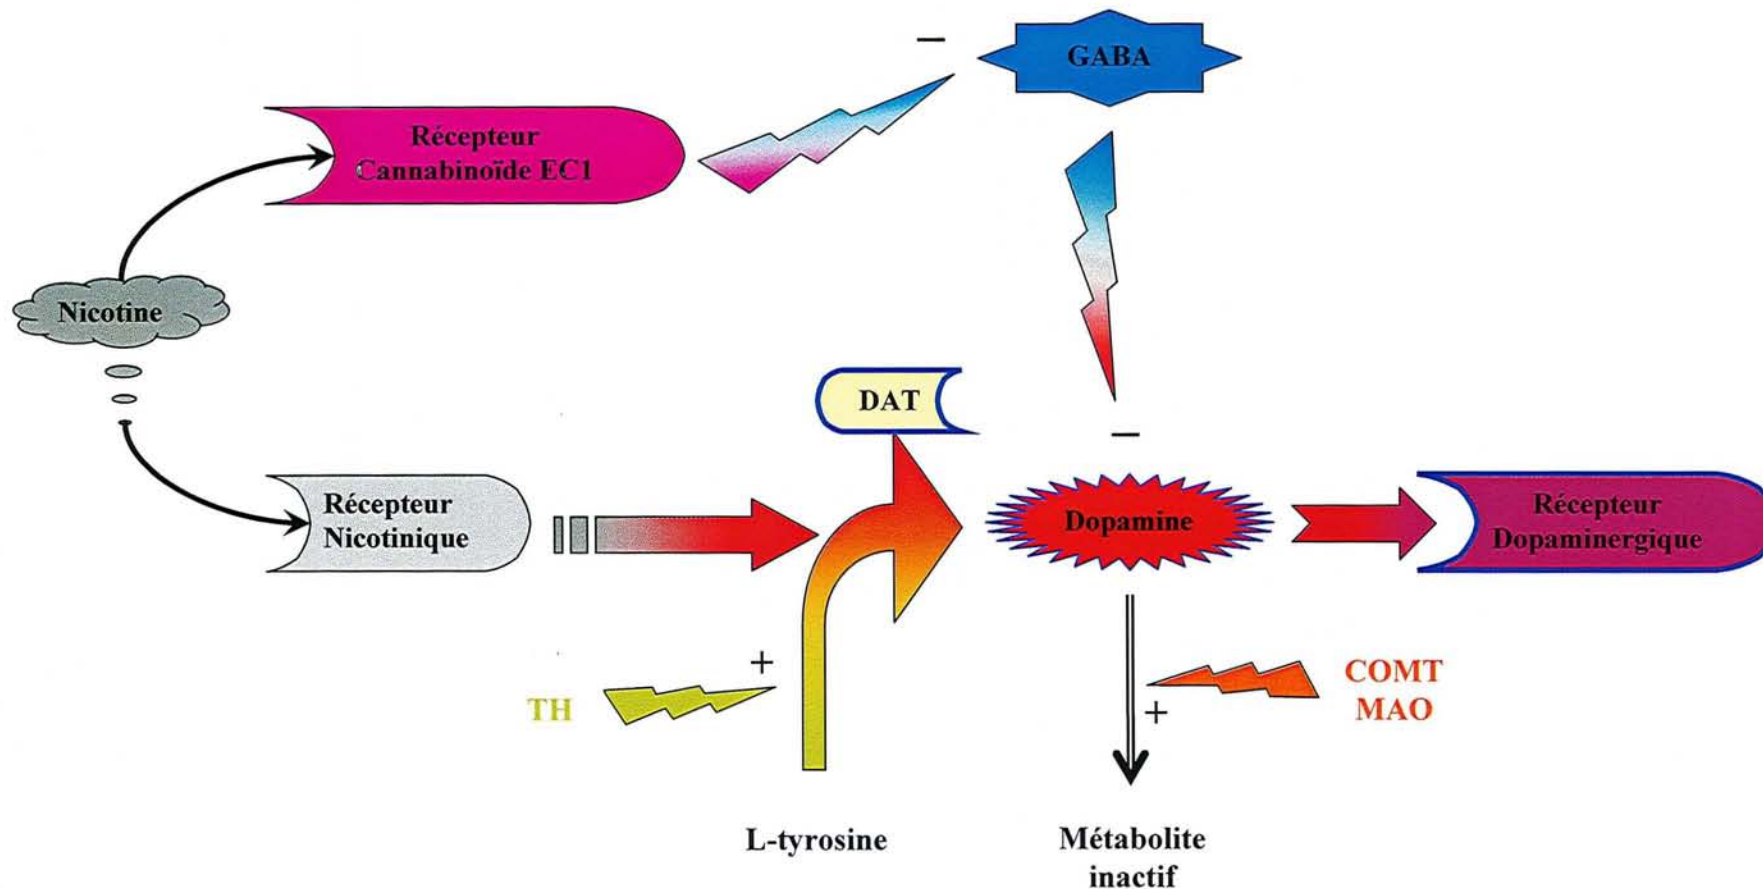 −
GABA
Récepteur
Cannabinoïde EC1
Nicotine
DAT
−
Récepteur
Nicotinique
Dopamine
Récepteur
Dopaminergique
+
TH
COMT
MAO
+
L-tyrosine
Métabolite
inactif